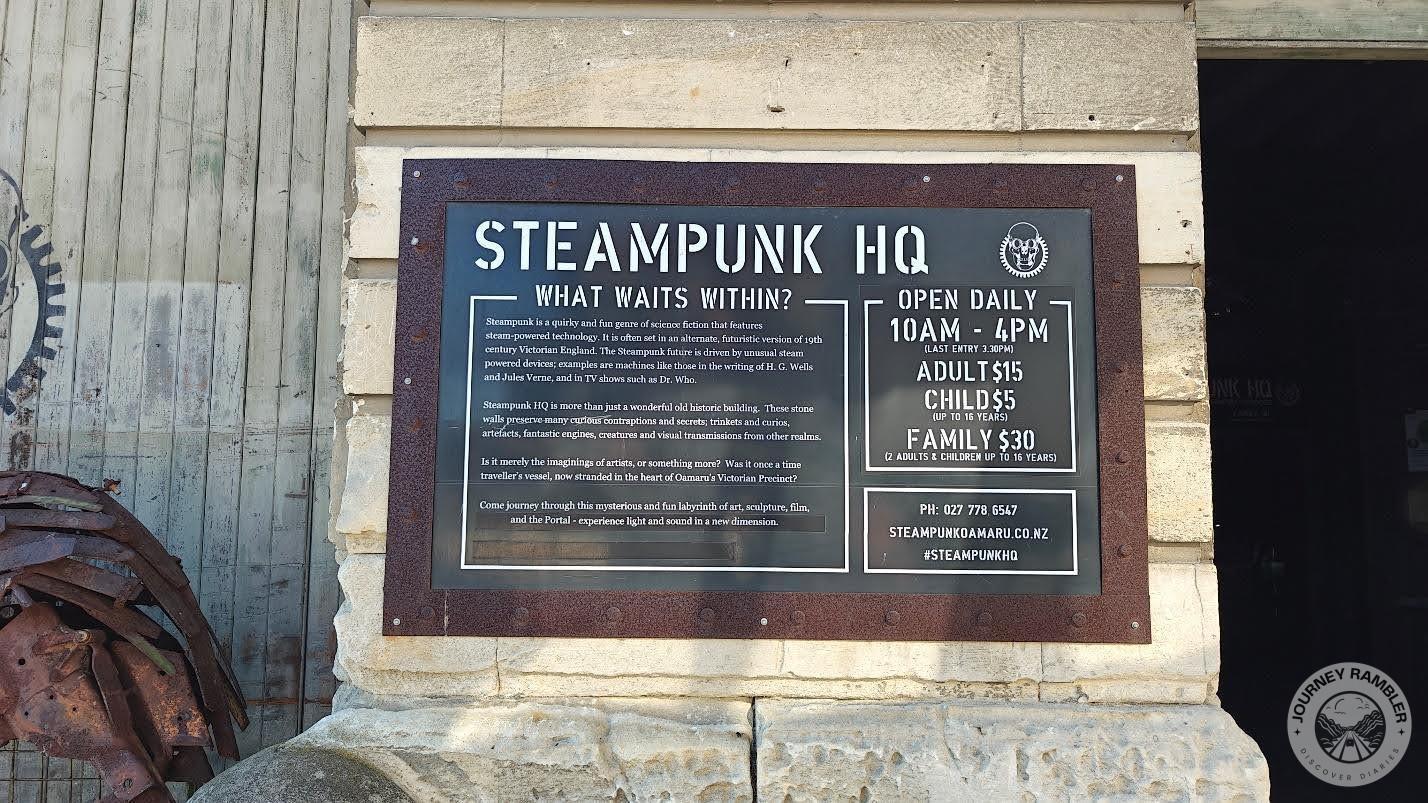 STEAMPUNK HQ
WHAT WAITS WITHIN?
Steampunk is a quirky and fun genre of science fiction that features
steam-powered technology. It is often set in an alternate, futuristic version of 19th
century Victorian England. The Steampunk future is driven by unusual steam
powered devices; examples are machines like those in the writing of H. G. Wells
and Jules Verne, and in TV shows such as Dr. Who.
Steampunk HQ is more than just a wonderful old historic building. These stone
walls preserve many curious contraptions and secrets; trinkets and curios,
artefacts, fantastic engines, creatures and visual transmissions from other realms.
Is it merely the imaginings of artists, or something more? Was it once a time
traveller's vessel, now stranded in the heart of Oamaru's Victorian Precinct?
Come journey through this mysterious and fun labyrinth of art, sculpture, film,
and the Portal - experience light and sound in a new dimension.
OPEN DAILY
10AM - 4PM
(LAST ENTRY 3.30PM)
ADULT $15
CHILD $5
(UP TO 16 YEARS)
FAMILY $30
(2 ADULTS & CHILDREN UP TO 16 YEARS)
PH: 027 778 6547
STEAMPUNKOAMARU.CO.NZ
#STEAMPUNKHQ
UNK HQ
JOURNEY RAMBLER
DISCOVER DIARIES